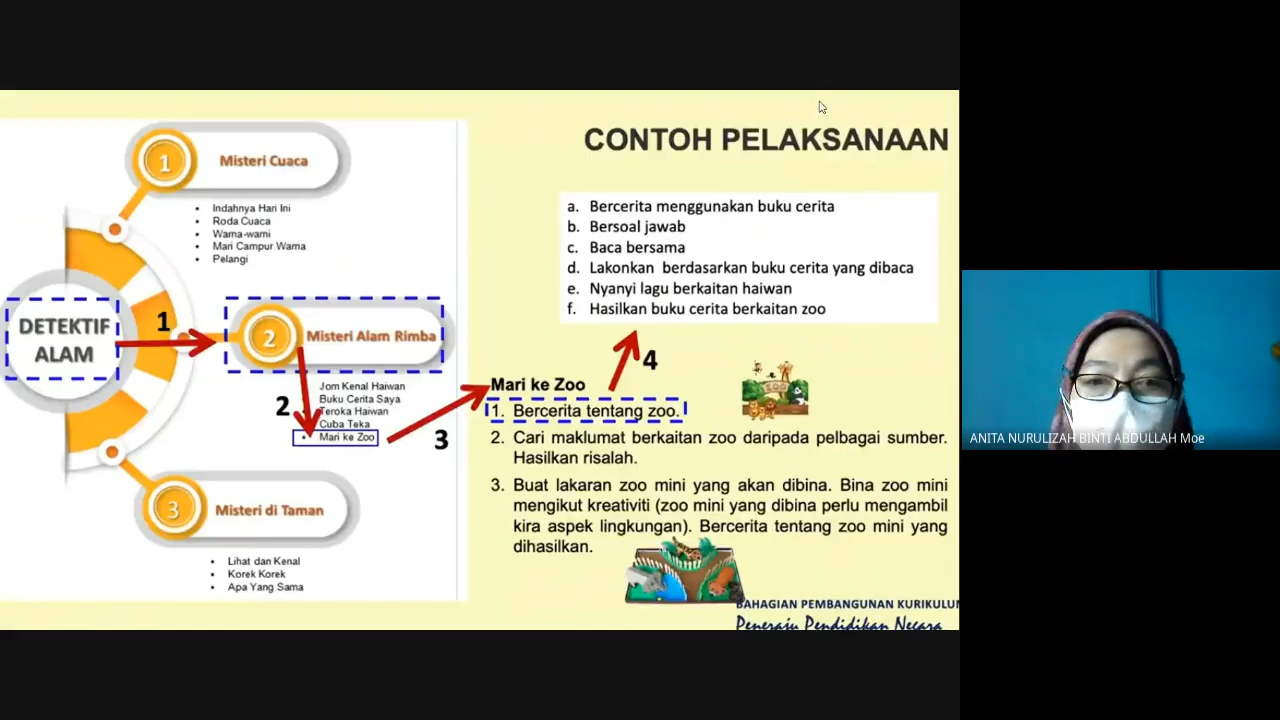 CONTOH PELAKSANAAN
1
Misteri Cuaca
• Indahnya Hari Ini
• Roda Cuaca
• Warna-warni
• Mari Campur Warna
• Pelangi
DETEKTIF
ALAM
1
2
Misteri Alam Rimba
2
Jom Kenal Haiwan
Buku Cerita Saya
Teroka Haiwan
Cuba Teka
• Mari ke Zoo
3
3
Misteri di Taman
• Lihat dan Kenal
• Korek Korek
• Apa Yang Sama
a. Bercerita menggunakan buku cerita
b. Bersoal jawab
c. Baca bersama
d. Lakonkan berdasarkan buku cerita yang dibaca
e. Nyanyi lagu berkaitan haiwan
f. Hasilkan buku cerita berkaitan zoo
4
Mari ke Zoo
ZOO
1. Bercerita tentang zoo.
2. Cari maklumat berkaitan zoo daripada pelbagai sumber.
Hasilkan risalah.
3. Buat lakaran zoo mini yang akan dibina. Bina zoo mini
mengikut kreativiti (zoo mini yang dibina perlu mengambil
kira aspek lingkungan). Bercerita tentang zoo mini yang
dihasilkan.
BAHAGIAN PEMBANGUNAN KURIKULUM
Peneraju Pendidikan Negara
ANITA NURULIZAH BINTI ABDULLAH Moe